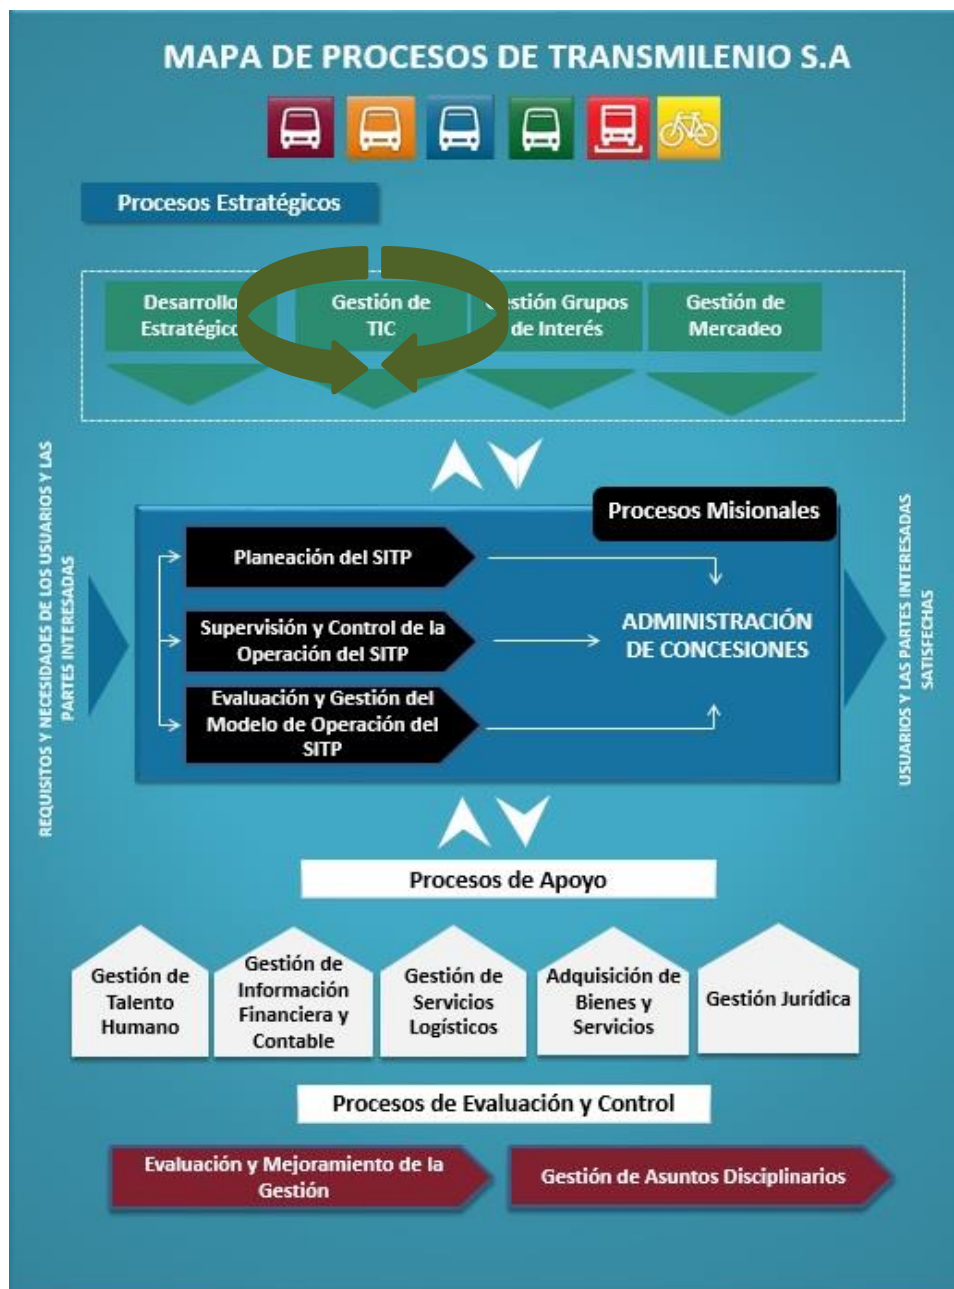 MAPA DE PROCESOS DE TRANSMILENIO S.A
Procesos Estratégicos
Desarrollo
Estratégico
Gestión de
TIC
Gestión Grupos
de Interés
Gestión de
Mercadeo
REQUISITOS Y NECESIDADES DE LOS USUARIOS Y LAS
PARTES INTERESADAS
Procesos Misionales
Planeación del SITP
Supervisión y Control de la
Operación del SITP
Evaluación y Gestión del
Modelo de Operación del
SITP
ADMINISTRACIÓN
DE CONCESIONES
USUARIOS Y LAS PARTES INTERESADAS
SATISFECHAS
Procesos de Apoyo
Gestión de
Talento
Humano
Gestión de
Información
Financiera y
Contable
Gestión de
Servicios
Logísticos
Adquisición de
Bienes y
Servicios
Gestión Jurídica
Procesos de Evaluación y Control
Evaluación y Mejoramiento de la
Gestión
Gestión de Asuntos Disciplinarios